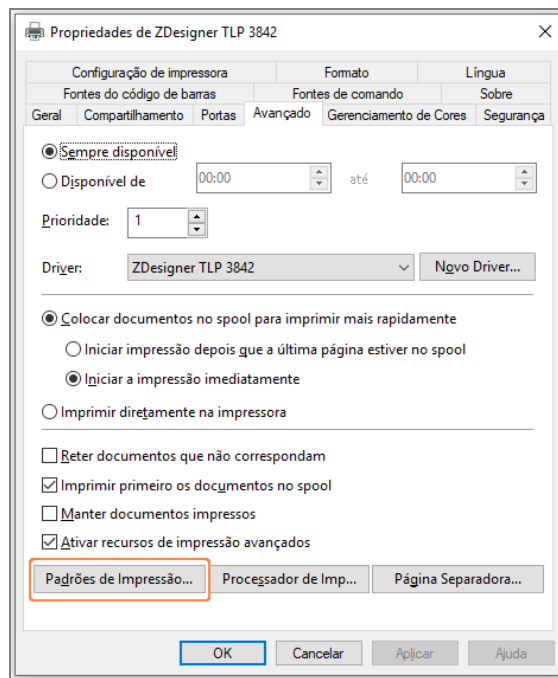 Propriedades de ZDesigner TLP 3842
Configuração de impressora Formato Língua
Fontes do código de barras Fontes de comando Sobre
Geral Compartilhamento Portas Avançado Gerenciamento de Cores Segurança
Sempre disponível
Disponível de 00:00 até 00:00
Prioridade: 1
Driver: ZDesigner TLP 3842 Novo Driver...
Colocar documentos no spool para imprimir mais rapidamente
Iniciar impressão depois que a última página estiver no spool
Iniciar a impressão imediatamente
Imprimir diretamente na impressora
Reter documentos que não correspondam
Imprimir primeiro os documentos no spool
Manter documentos impressos
Ativar recursos de impressão avançados
Padrões de Impressão... Processador de Imp... Página Separadora...
OK Cancelar Aplicar Ajuda